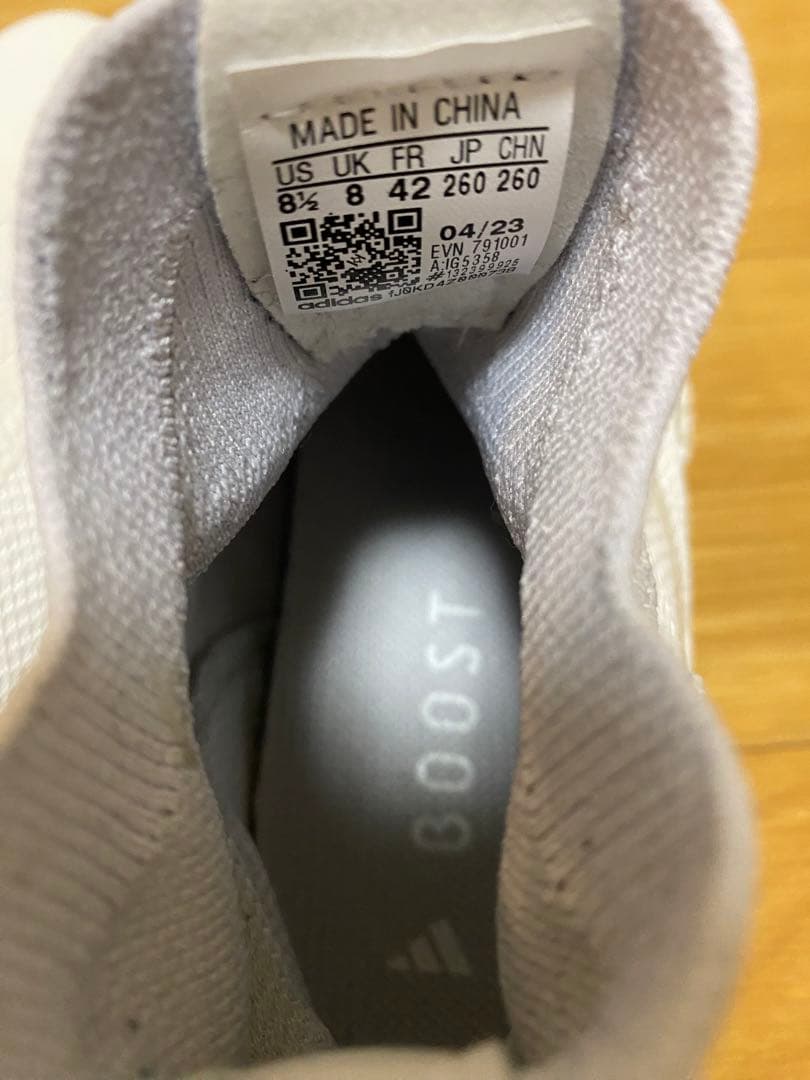 MADE IN CHINA
US UK FR JP CHN
8½ 8 42 260 260
04/23
EVN 791001
A:IG5358
#132399925
adidas
BOOST